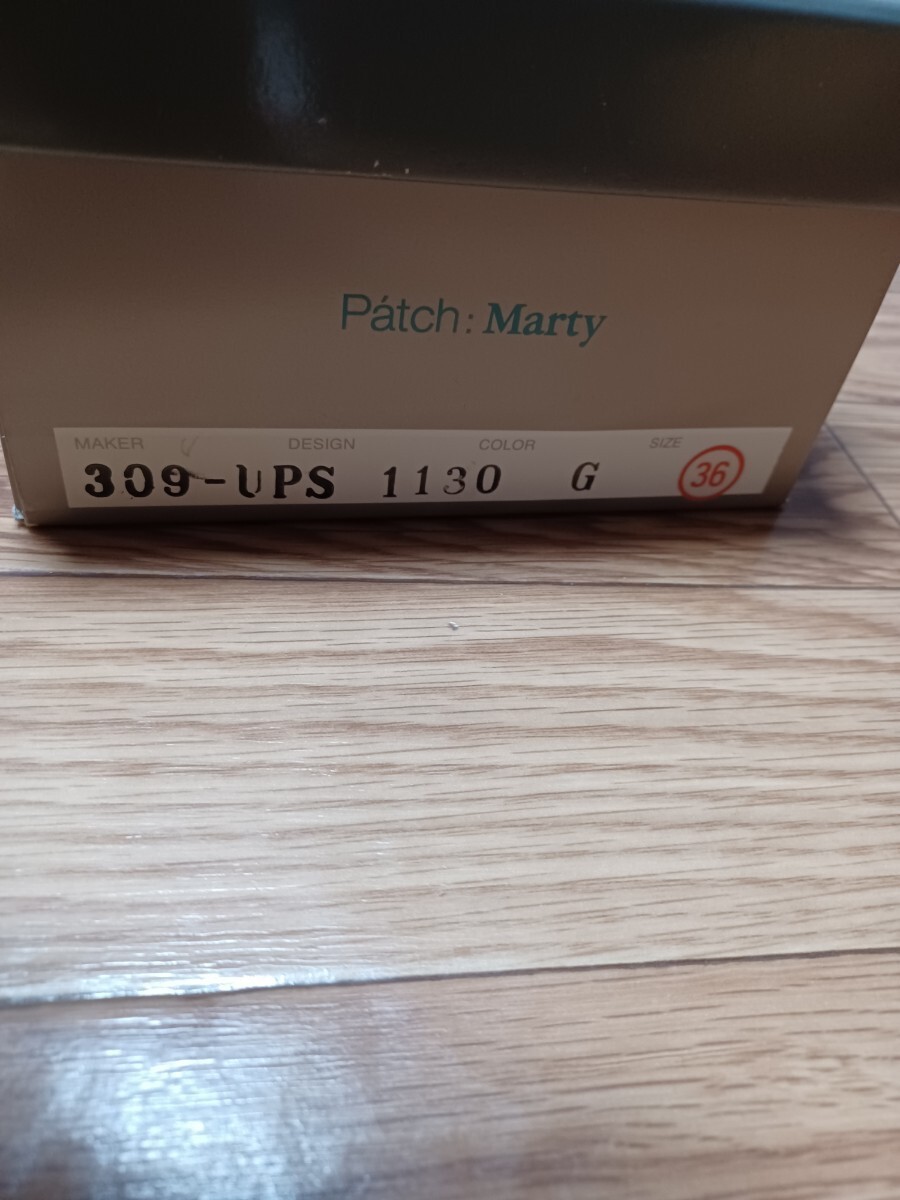 Pátch: Marty
MAKER DESIGN COLOR SIZE
309-UPS 1130 G 36